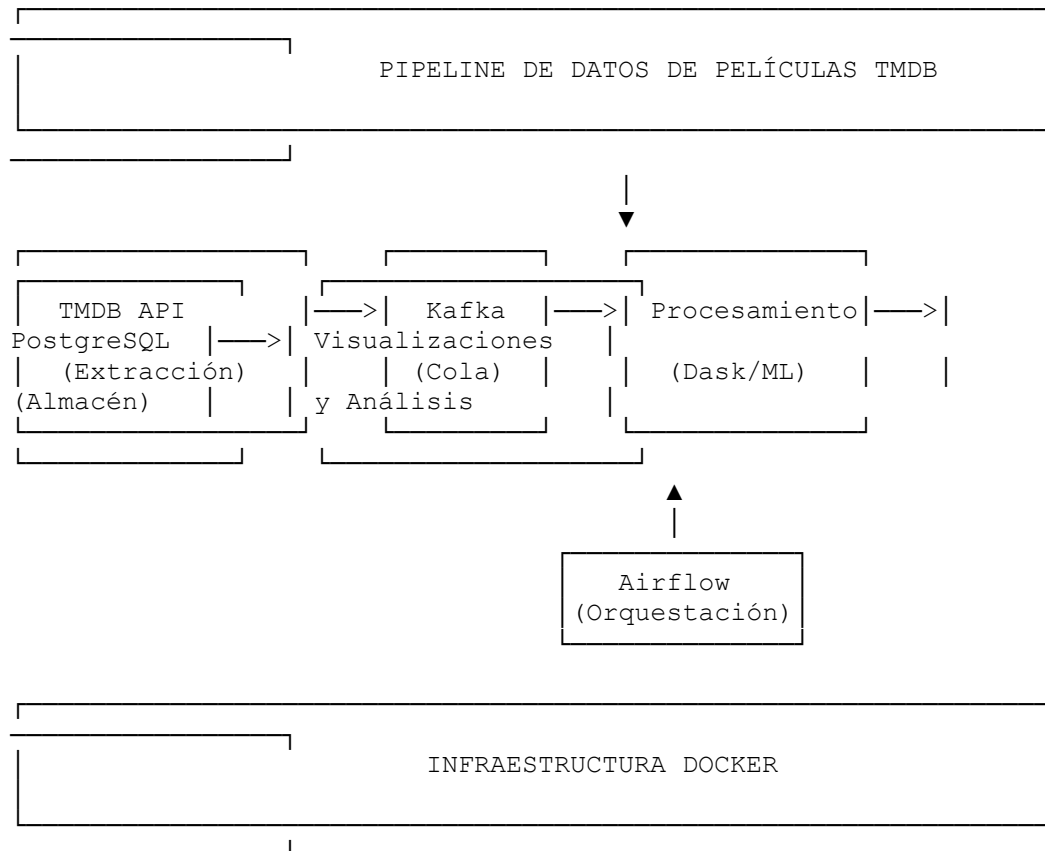 PIPELINE DE DATOS DE PELÍCULAS TMDB
TMDB API Kafka Procesamiento
PostgreSQL Visualizaciones
(Extracción) (Cola) (Dask/ML)
(Almacén) y Análisis
Airflow
(Orquestación)
INFRAESTRUCTURA DOCKER